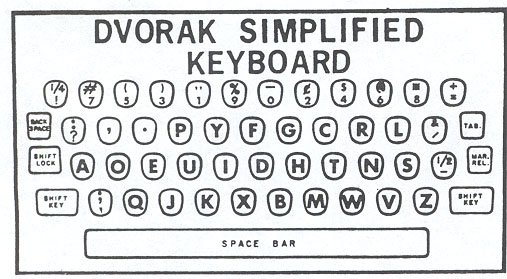 DVORAK SIMPLIFIED
KEYBOARD
1/4 ! # 7 ( 5 ) 3 " 1 % 9 – 0 ¢ 2 $ 4 @ 6 8 + =
BACK SPACE : ? , . P Y F G C R L TAB.
SHIFT LOCK A O E U I D H T N S 1/2 – MAR. REL.
SHIFT KEY Q J K X B M W V Z SHIFT KEY
SPACE BAR